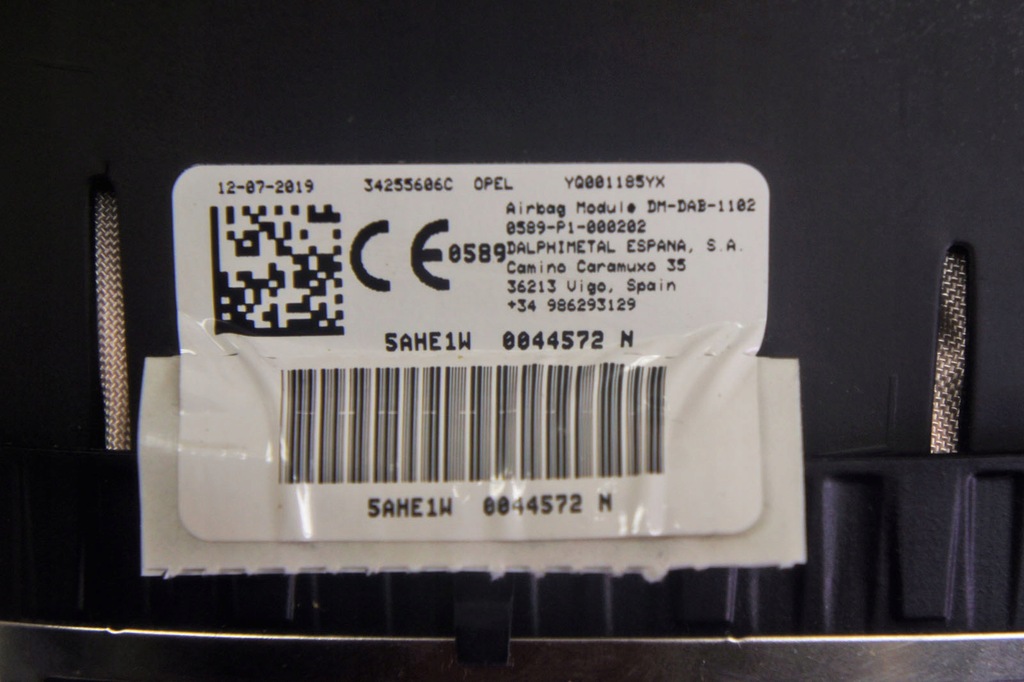 12-07-2019 34255606C OPEL YQ001185YX
Airbag Module DM-DAB-1102
0589-P1-000202
CE 0589 DALPHIMETAL ESPANA, S.A.
Camino Caramuxo 35
36213 Vigo, Spain
+34 986293129
5AHE1W 0044572 N
5AHE1W 0044572 N